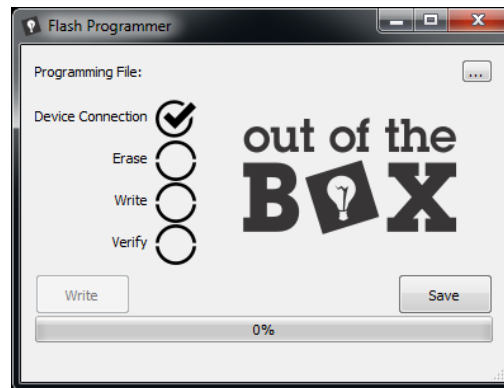 Flash Programmer
Programming File:
...
Device Connection
Erase
Write
Verify
out of the
BOX
Write
Save
0%